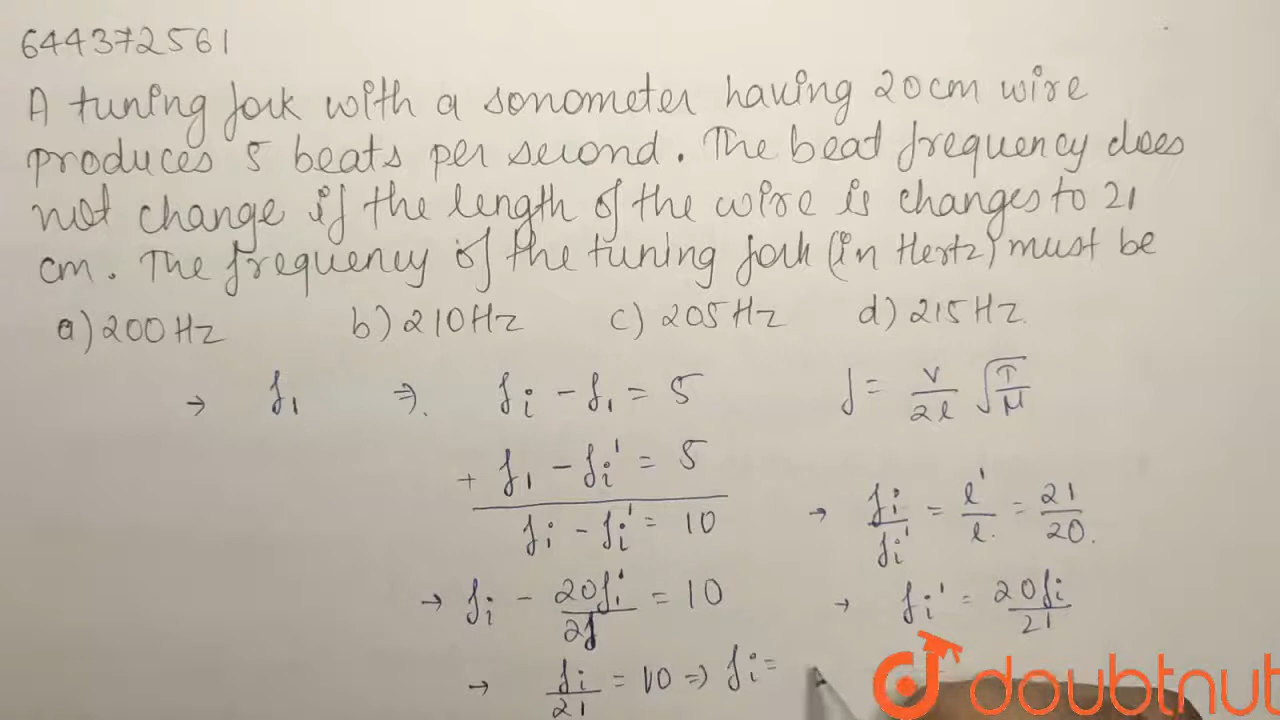 644372561
A tuning fork with a sonometer having 20cm wire
produces 5 beats per second. The beat frequency does
not change if the length of the wire is changes to 21
cm. The frequency of the tuning fork (in Hertz) must be
a) 200 Hz b) 210 Hz c) 205 Hz d) 215 Hz.
→ f₁ ⇒. fᵢ - f₁ = 5 f = v/2l √T/M
+ f₁ - fᵢ' = 5
fᵢ - fᵢ' = 10 → fᵢ/fᵢ' = l'/l. = 21/20.
→ fᵢ - 20fᵢ/21 = 10 → fᵢ' = 20fᵢ/21
→ fᵢ/21 = 10 ⇒ fᵢ =
doubtnut